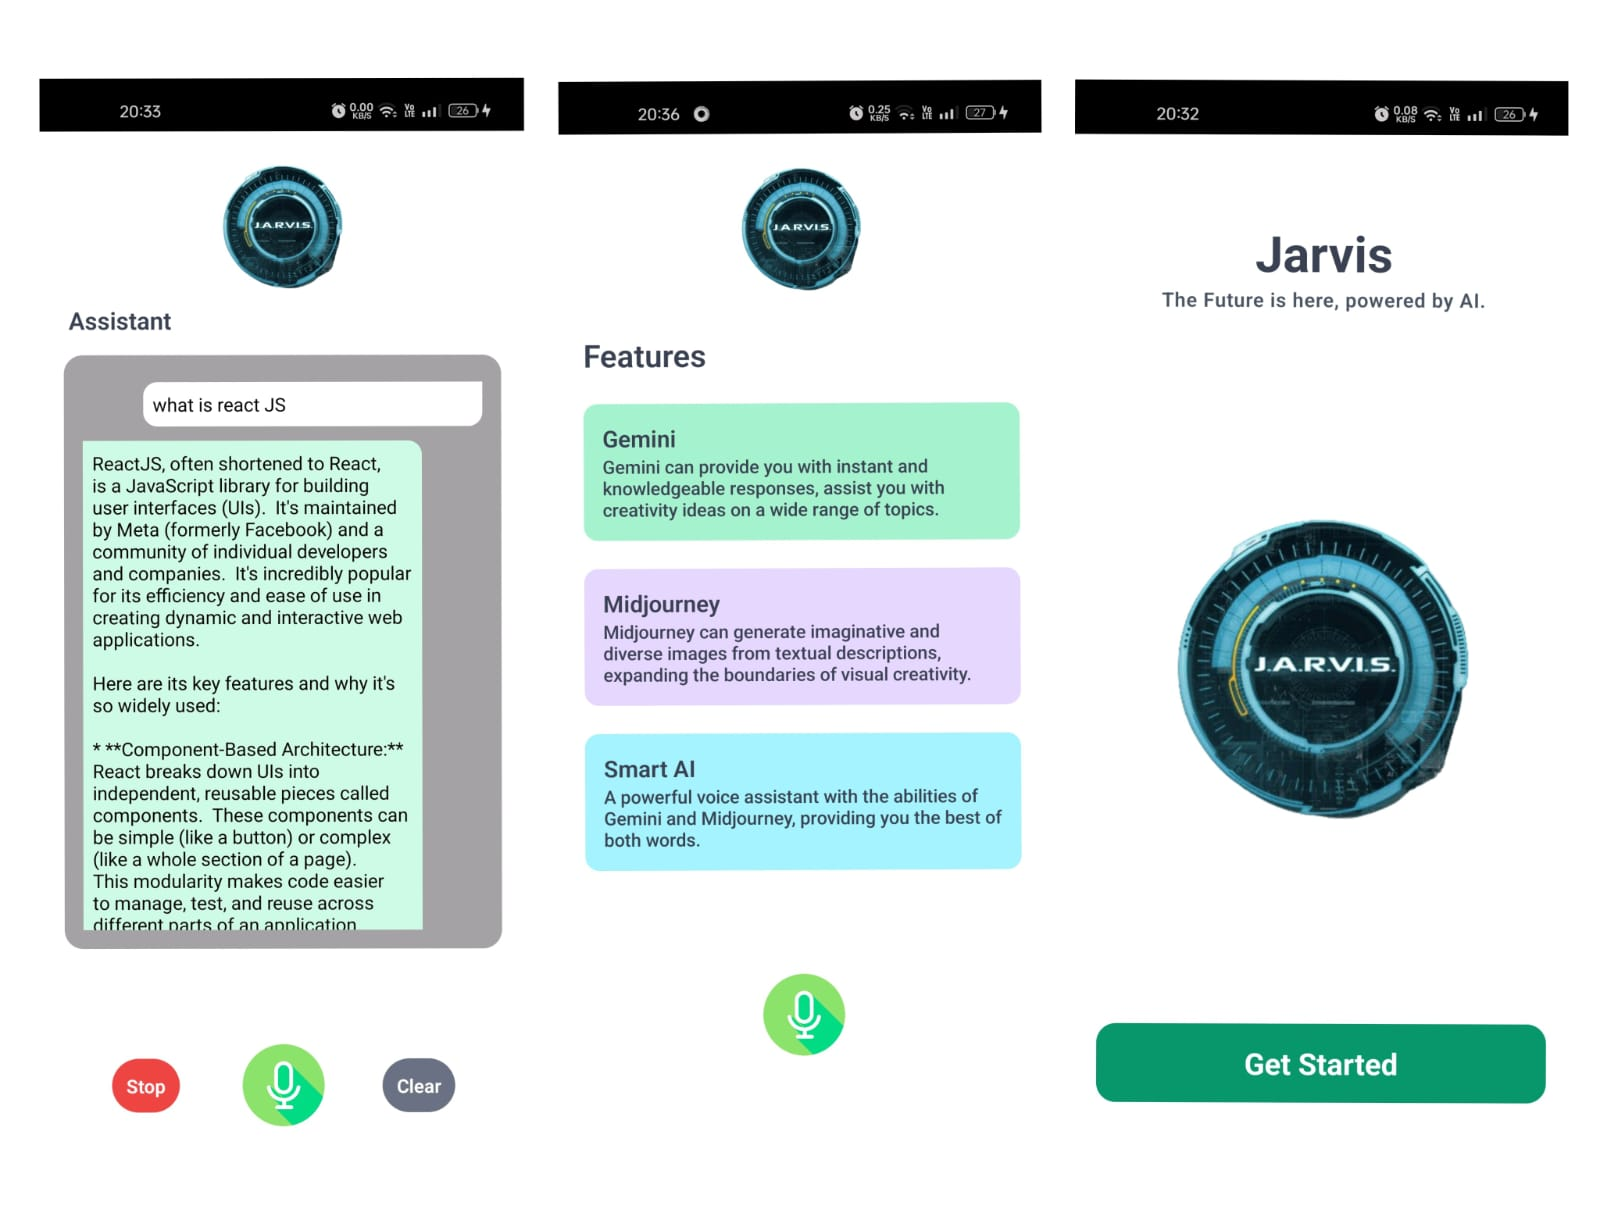 20:33
0.00
KB/S
Vo
LTE
26
J.A.R.V.I.S.
Assistant
what is react JS
ReactJS, often shortened to React,
is a JavaScript library for building
user interfaces (UIs).  It's maintained
by Meta (formerly Facebook) and a
community of individual developers
and companies.  It's incredibly popular
for its efficiency and ease of use in
creating dynamic and interactive web
applications.
Here are its key features and why it's
so widely used:
* **Component-Based Architecture:**
React breaks down UIs into
independent, reusable pieces called
components.  These components can
be simple (like a button) or complex
(like a whole section of a page).
This modularity makes code easier
to manage, test, and reuse across
different parts of an application
Stop
Clear
20:36
0.25
KB/S
Vo
LTE
27
J.A.R.V.I.S.
Features
Gemini
Gemini can provide you with instant and
knowledgeable responses, assist you with
creativity ideas on a wide range of topics.
Midjourney
Midjourney can generate imaginative and
diverse images from textual descriptions,
expanding the boundaries of visual creativity.
Smart AI
A powerful voice assistant with the abilities of
Gemini and Midjourney, providing you the best of
both words.
20:32
0.08
KB/S
Vo
LTE
26
Jarvis
The Future is here, powered by AI.
J.A.R.V.I.S.
Get Started